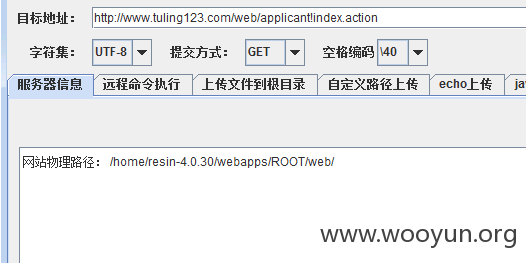 目标地址： http://www.tuling123.com/web/applicant!index.action
字符集： UTF-8 提交方式： GET 空格编码 \40
服务器信息 远程命令执行 上传文件到根目录 自定义路径上传 echo上传 ja
网站物理路径： /home/resin-4.0.30/webapps/ROOT/web/
www.wooyun.org